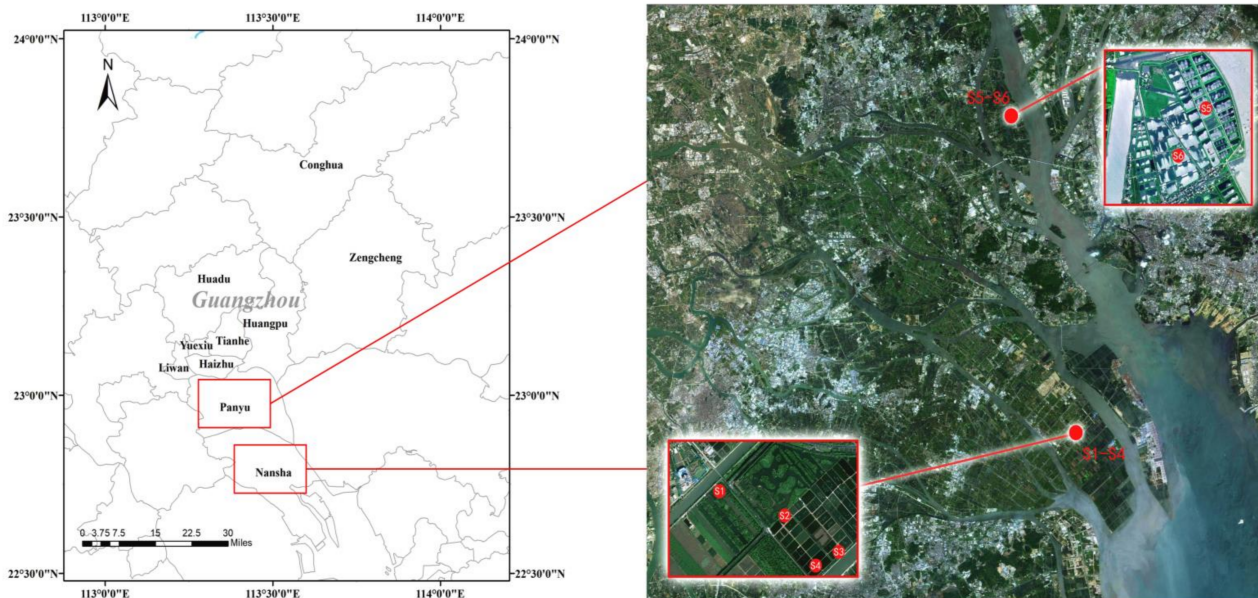 113°0'0"E 113°30'0"E 114°0'0"E
24°0'0"N 24°0'0"N
N
Conghua
23°30'0"N 23°30'0"N
Zengcheng
Huadu
Guangzhou
Huangpu
Tianhe
Yuexiu
Liwan
Haizhu
23°0'0"N 23°0'0"N
Panyu
Nansha
0 3.75 7.5 15 22.5 30
Miles
22°30'0"N 22°30'0"N
113°0'0"E 113°30'0"E 114°0'0"E
S5-S6
S5
S6
S1-S4
S1
S2
S3
S4